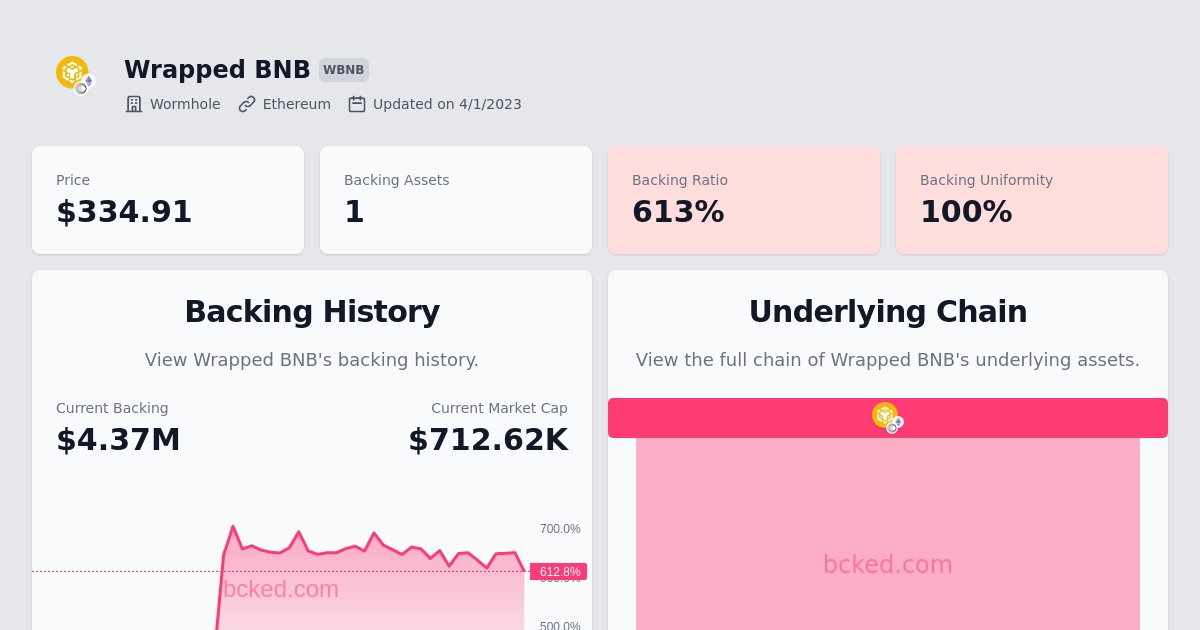 Wrapped BNB WBNB
Wormhole Ethereum Updated on 4/1/2023
Price
$334.91
Backing Assets
1
Backing Ratio
613%
Backing Uniformity
100%
Backing History
View Wrapped BNB's backing history.
Current Backing
$4.37M
Current Market Cap
$712.62K
700.0%
612.8%
500.0%
bcked.com
Underlying Chain
View the full chain of Wrapped BNB's underlying assets.
bcked.com